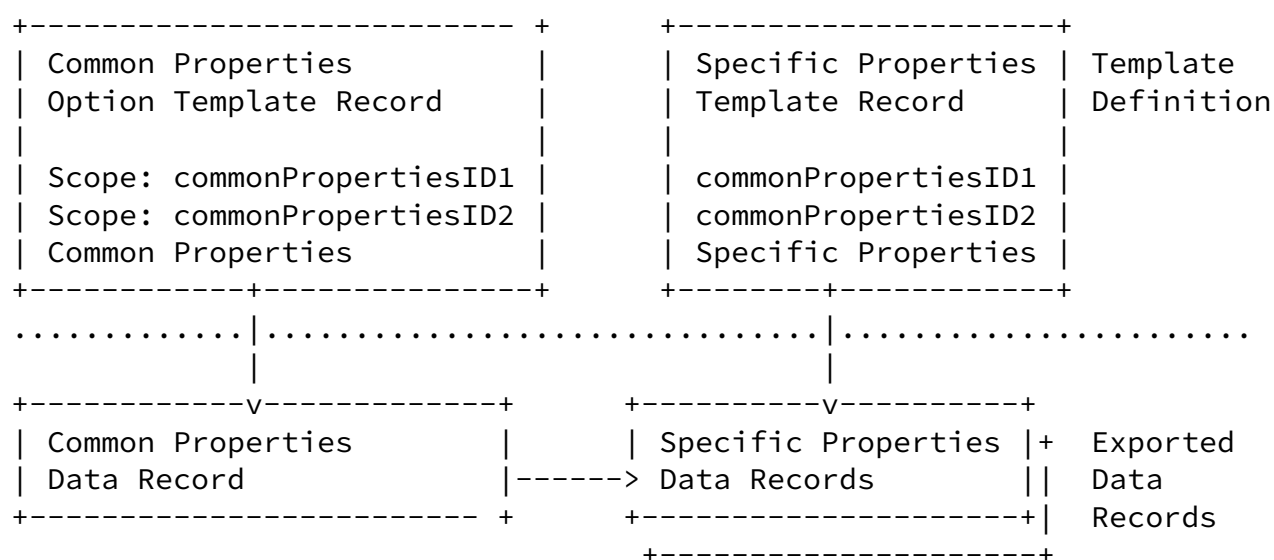 +---------------------------- +      +---------------------+
| Common Properties           |      | Specific Properties | Template
| Option Template Record      |      | Template Record     | Definition
|                             |      |                     |
| Scope: commonPropertiesID1 |      | commonPropertiesID1 |
| Scope: commonPropertiesID2 |      | commonPropertiesID2 |
| Common Properties           |      | Specific Properties |
+------------+---------------+      +--------+------------+
.............|...............................|.......................
             |                               |
+------------v-------------+      +----------v----------+
| Common Properties          |      | Specific Properties |+  Exported
| Data Record                |------> Data Records        ||  Data
+------------------------- +      +---------------------+|  Records
                                   +---------------------+